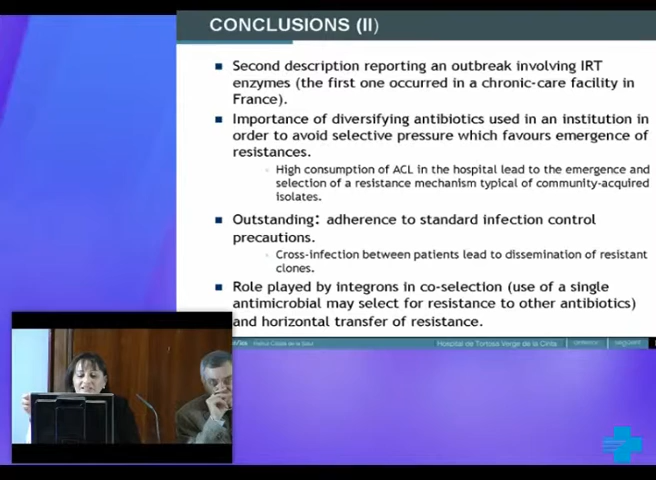 CONCLUSIONS (II)
Second description reporting an outbreak involving IRT
enzymes (the first one occurred in a chronic-care facility in
France).
Importance of diversifying antibiotics used in an institution in
order to avoid selective pressure which favours emergence of
resistances.
High consumption of ACL in the hospital lead to the emergence and
selection of a resistance mechanism typical of community-acquired
isolates.
Outstanding: adherence to standard infection control
precautions.
Cross-infection between patients lead to dissemination of resistant
clones.
Role played by integrons in co-selection (use of a single
antimicrobial may select for resistance to other antibiotics)
and horizontal transfer of resistance.
Institut Català de la Salut
Hospital de Tortosa Verge de la Cinta